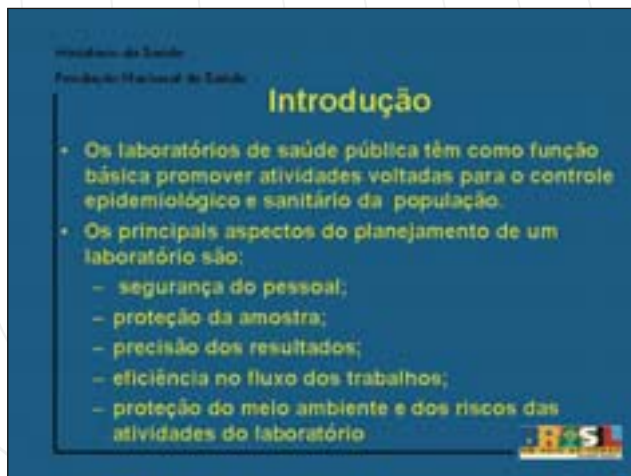 Ministério da Saúde
Fundação Nacional de Saúde
Introdução
• Os laboratórios de saúde pública têm como função
básica promover atividades voltadas para o controle
epidemiológico e sanitário da população.
• Os principais aspectos do planejamento de um
laboratório são:
– segurança do pessoal;
– proteção da amostra;
– precisão dos resultados;
– eficiência no fluxo dos trabalhos;
– proteção do meio ambiente e dos riscos das
atividades do laboratório
BRASIL